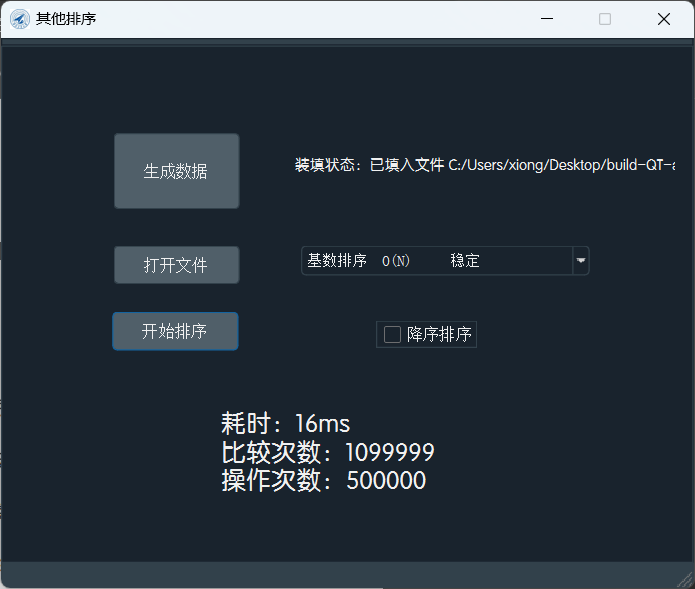 其他排序
生成数据
装填状态：已填入文件 C:/Users/xiong/Desktop/build-QT-
打开文件
基数排序 O(N) 稳定
开始排序
降序排序
耗时：16ms
比较次数：1099999
操作次数：500000